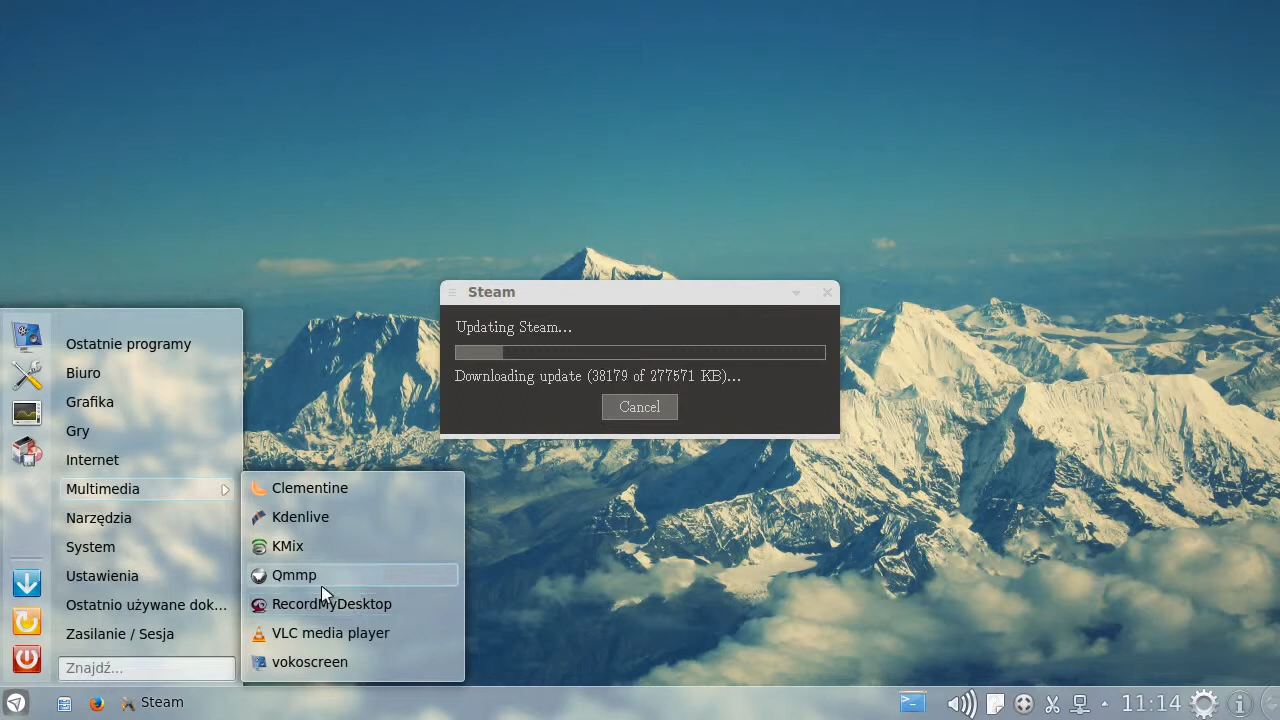 Steam
Updating Steam...
Downloading update (38179 of 277571 KB)...
Cancel
Ostatnie programy
Biuro
Grafika
Gry
Internet
Multimedia
Narzędzia
System
Ustawienia
Ostatnio używane dok...
Zasilanie / Sesja
Znajdź...
Clementine
Kdenlive
KMix
Qmmp
RecordMyDesktop
VLC media player
vokoscreen
Steam
11:14